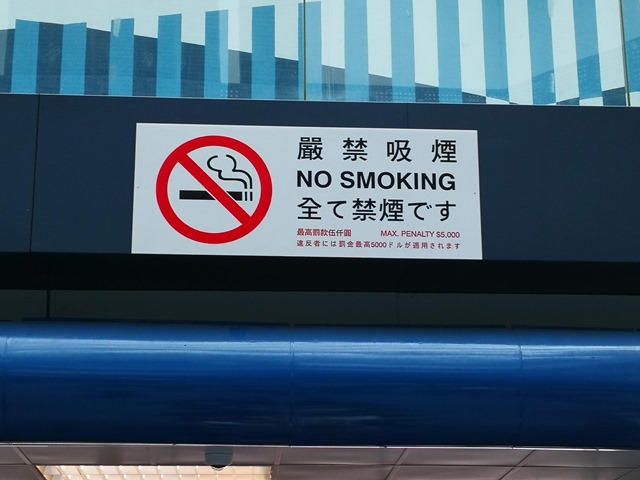 嚴禁吸煙
NO SMOKING
全て禁煙です
最高罰款伍仟圓 MAX. PENALTY $5,000
違反者には罰金最高5000ドルが適用されます